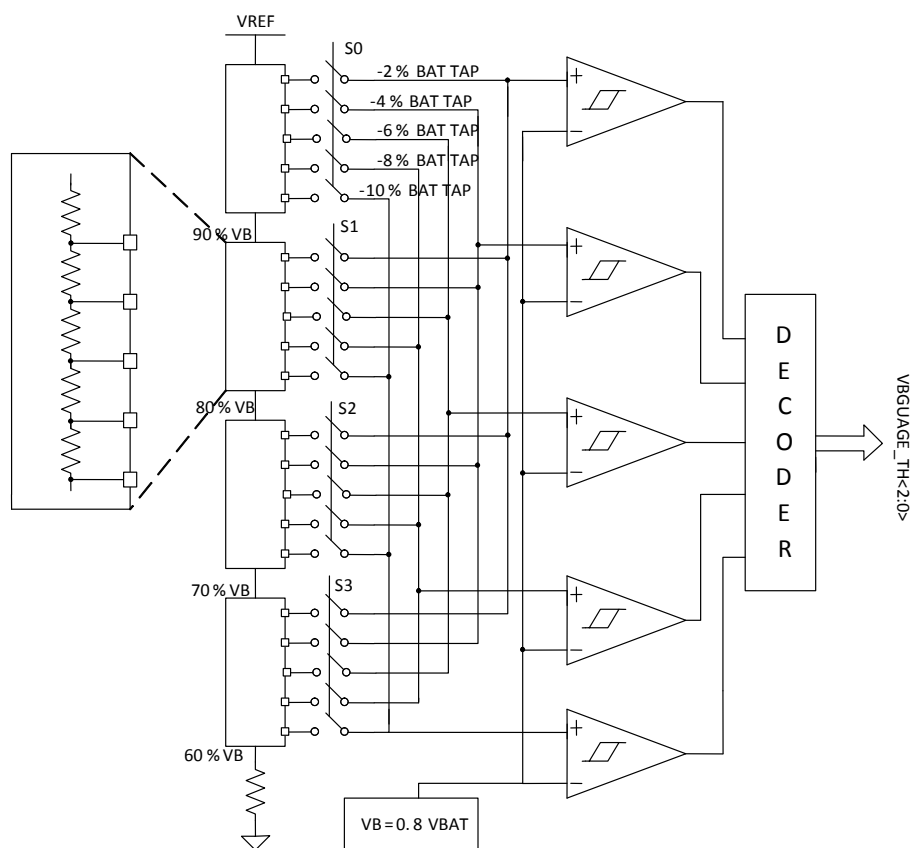 VREF
S0
-2 % BAT TAP
-4 % BAT TAP
-6 % BAT TAP
-8 % BAT TAP
-10 % BAT TAP
90 % VB
S1
80 % VB
S2
70 % VB
S3
60 % VB
VB = 0. 8 VBAT
+
−
+
−
+
−
+
−
+
−
DECODER
VBGUAGE_TH<2:0>